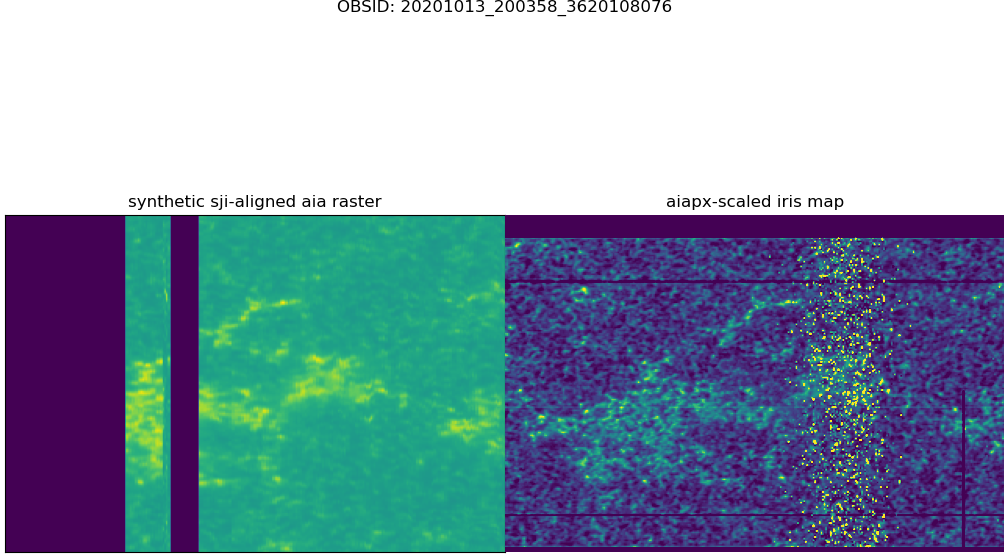 OBSID: 20201013_200358_3620108076
synthetic sji-aligned aia raster
aiapx-scaled iris map